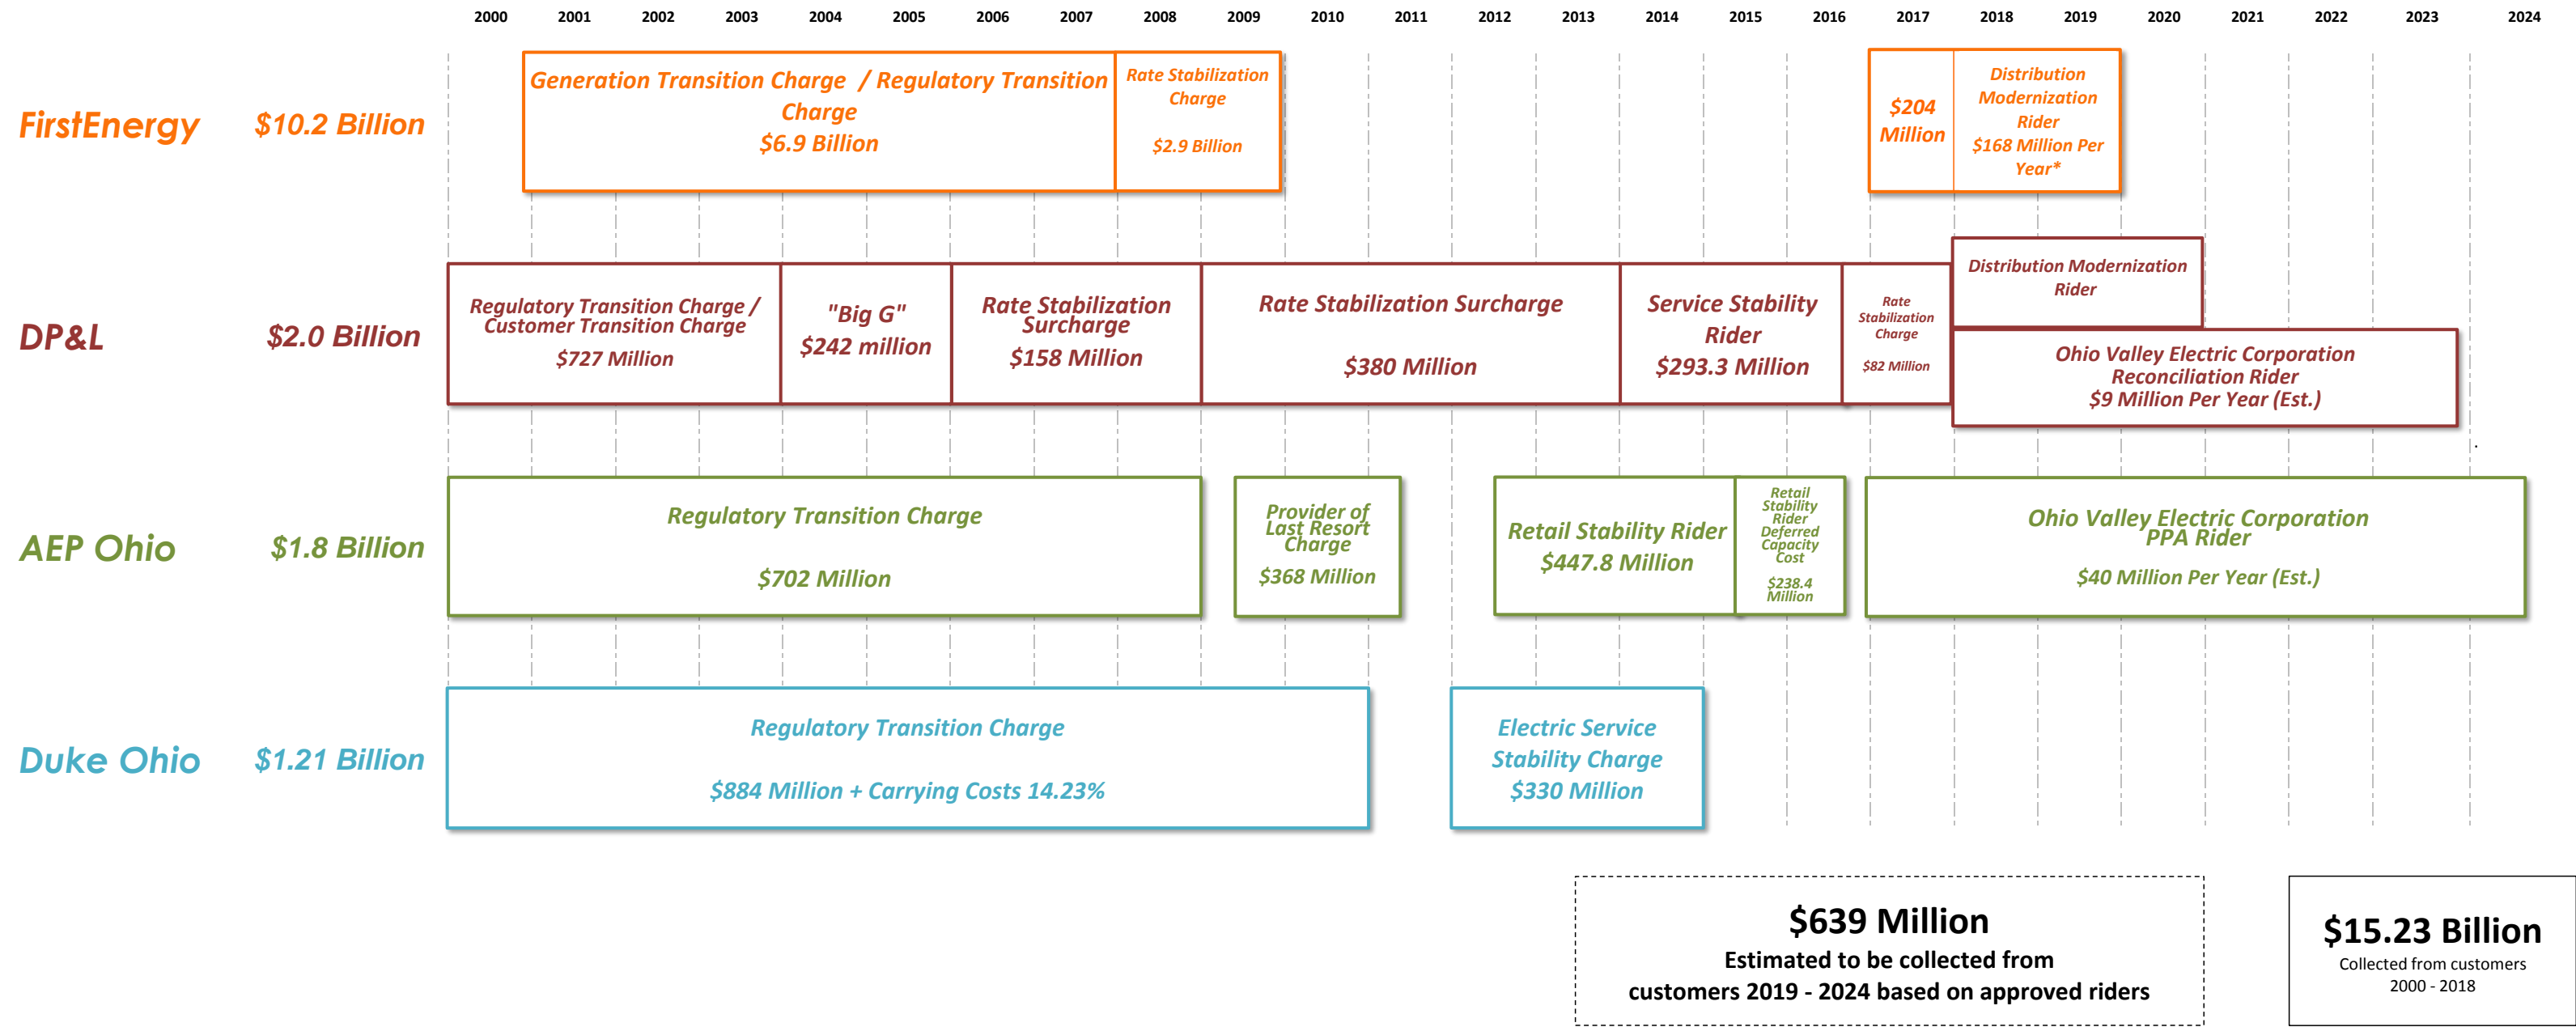 2000 2001 2002 2003 2004 2005 2006 2007 2008 2009 2010 2011 2012 2013 2014 2015 2016 2017 2018 2019 2020 2021 2022 2023 2024
FirstEnergy
$10.2 Billion
Generation Transition Charge / Regulatory Transition
Charge
$6.9 Billion
Rate Stabilization
Charge
$2.9 Billion
$204
Million
Distribution
Modernization
Rider
$168 Million Per
Year*
DP&L
$2.0 Billion
Regulatory Transition Charge /
Customer Transition Charge
$727 Million
"Big G"
$242 million
Rate Stabilization
Surcharge
$158 Million
Rate Stabilization Surcharge
$380 Million
Service Stability
Rider
$293.3 Million
Rate
Stabilization
Charge
$82 Million
Distribution Modernization
Rider
Ohio Valley Electric Corporation
Reconciliation Rider
$9 Million Per Year (Est.)
.
AEP Ohio
$1.8 Billion
Regulatory Transition Charge
$702 Million
Provider of
Last Resort
Charge
$368 Million
Retail Stability Rider
$447.8 Million
Retail
Stability
Rider
Deferred
Capacity
Cost
$238.4
Million
Ohio Valley Electric Corporation
PPA Rider
$40 Million Per Year (Est.)
Duke Ohio
$1.21 Billion
Regulatory Transition Charge
$884 Million + Carrying Costs 14.23%
Electric Service
Stability Charge
$330 Million
$639 Million
Estimated to be collected from
customers 2019 - 2024 based on approved riders
$15.23 Billion
Collected from customers
2000 - 2018